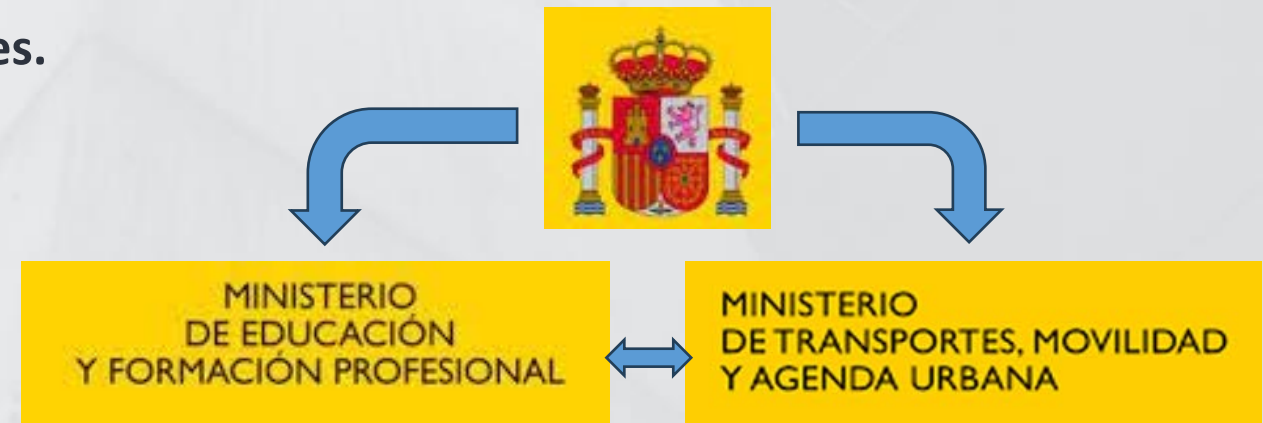 es.
MINISTERIO
DE EDUCACIÓN
Y FORMACIÓN PROFESIONAL
MINISTERIO
DE TRANSPORTES, MOVILIDAD
Y AGENDA URBANA